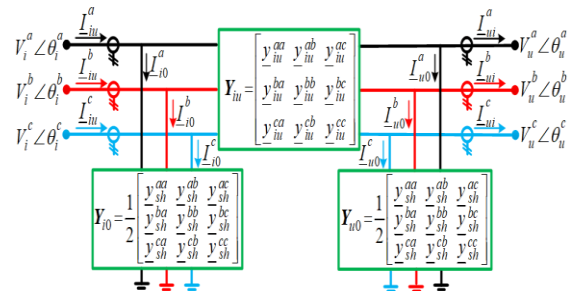 I_iu^a I_ui^a
V_i^a∠θ_i^a V_u^a∠θ_u^a
I_iu^b I_i0^a I_u0^a I_ui^b
V_i^b∠θ_i^b V_u^b∠θ_u^b
I_iu^c I_i0^b I_u0^b I_ui^c
V_i^c∠θ_i^c V_u^c∠θ_u^c
I_i0^c I_u0^c
Y_iu = [y_iu^aa y_iu^ab y_iu^ac
y_iu^ba y_iu^bb y_iu^bc
y_iu^ca y_iu^cb y_iu^cc]
Y_i0 = 1/2 [y_sh^aa y_sh^ab y_sh^ac
y_sh^ba y_sh^bb y_sh^bc
y_sh^ca y_sh^cb y_sh^cc]
Y_u0 = 1/2 [y_sh^aa y_sh^ab y_sh^ac
y_sh^ba y_sh^bb y_sh^bc
y_sh^ca y_sh^cb y_sh^cc]